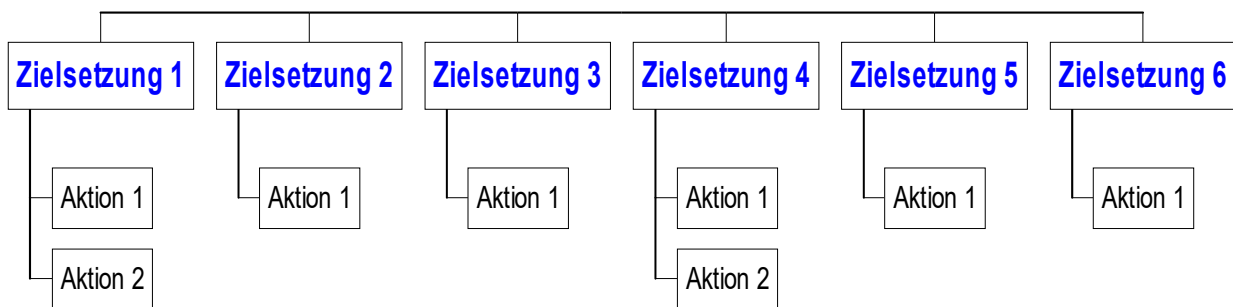 Zielsetzung 1
Zielsetzung 2
Zielsetzung 3
Zielsetzung 4
Zielsetzung 5
Zielsetzung 6
Aktion 1
Aktion 1
Aktion 1
Aktion 1
Aktion 1
Aktion 1
Aktion 2
Aktion 2